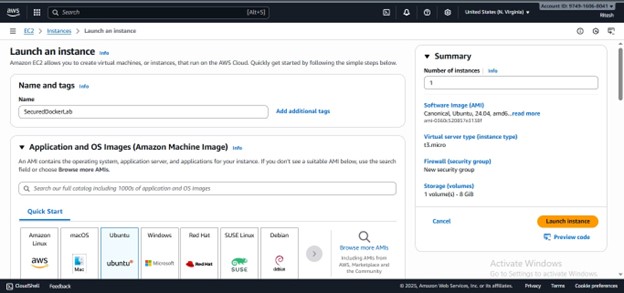 aws
Search
[Alt+S]
United States (N. Virginia)
Account ID: 9749-1646-8041
Wash
EC2 > Instances > Launch an instance
Launch an instance Info
Amazon EC2 allows you to create virtual machines, or instances, that run on the AWS Cloud. Quickly get started by following the simple steps below.
Name and tags Info
Name
SecuredDockerLab
Add additional tags
Application and OS Images (Amazon Machine Image) Info
An AMI contains the operating system, application server, and applications for your instance. If you don't see a suitable AMI below, use the search
field or choose Browse more AMIs.
Search our full catalog including 1000s of application and OS images
Quick Start
Amazon Linux
aws
macOS
Mac
Ubuntu
ubuntu
Windows
Microsoft
Red Hat
Red Hat
SUSE Linux
SUSE
Debian
debian
Browse more AMIs
Including AMIs from
AWS, Marketplace and
the Community
Summary
Number of instances Info
1
Software Image (AMI)
Canonical, Ubuntu, 24.04, amd6...read more
Virtual server type (instance type)
t3.micro
Firewall (security group)
New security group
Storage (volumes)
1 volume(s) - 8 GiB
Cancel
Launch instance
Preview code
Activate Windows
Go to Settings to activate Windows.
CloudShell
Feedback
© 2025, Amazon Web Services, Inc. or its affiliates.
Privacy
Terms
Cookie preferences